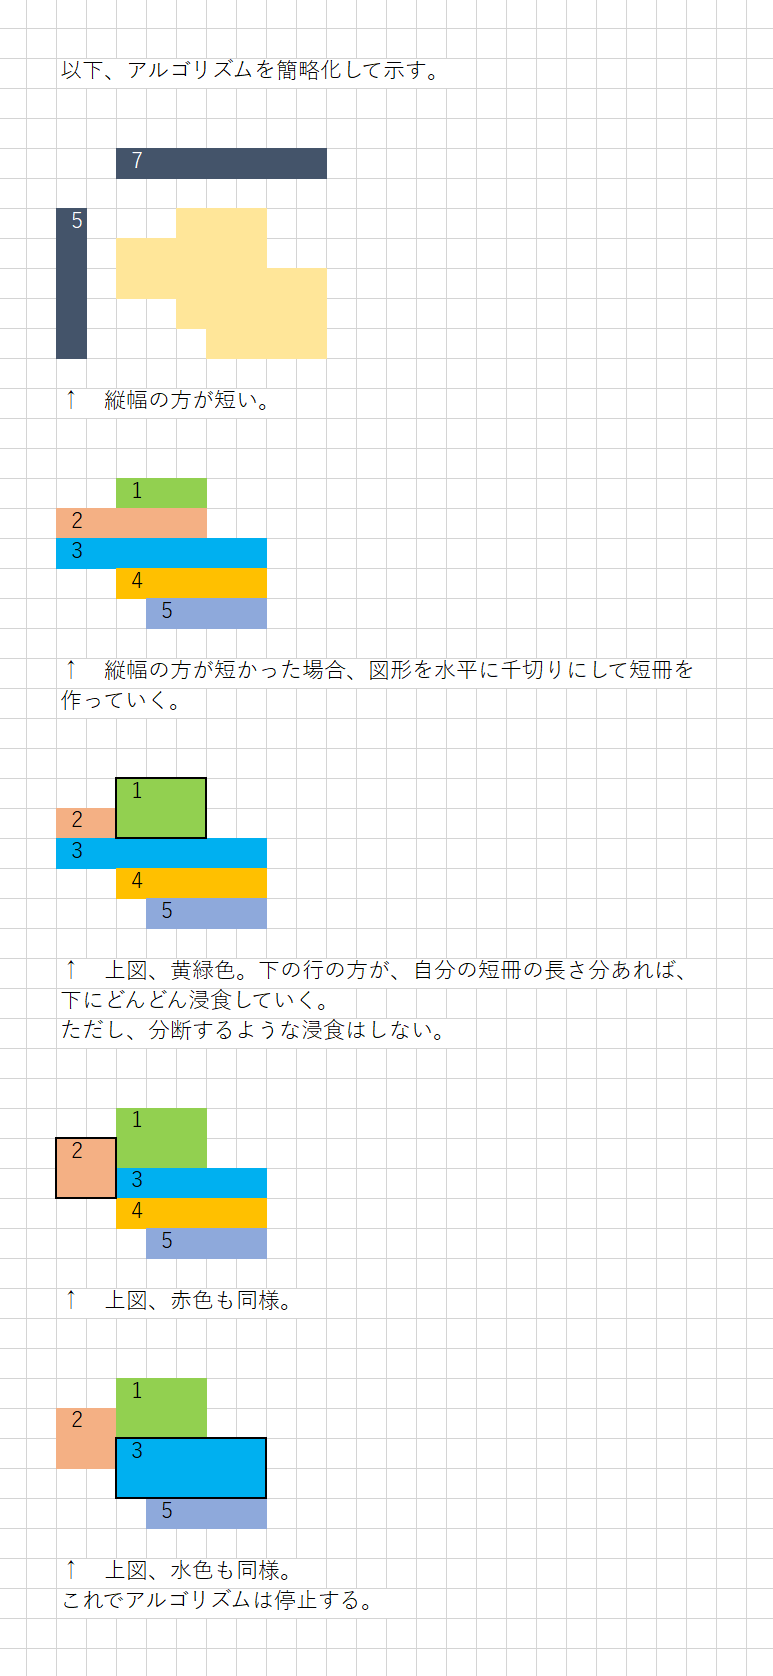 以下、アルゴリズムを簡略化して示す。
7
5
↑　縦幅の方が短い。
1
2
3
4
5
↑　縦幅の方が短かった場合、図形を水平に千切りにして短冊を
作っていく。
1
2
3
4
5
↑　上図、黄緑色。下の行の方が、自分の短冊の長さ分あれば、
下にどんどん浸食していく。
ただし、分断するような浸食はしない。
1
2
3
4
5
↑　上図、赤色も同様。
1
2
3
5
↑　上図、水色も同様。
これでアルゴリズムは停止する。